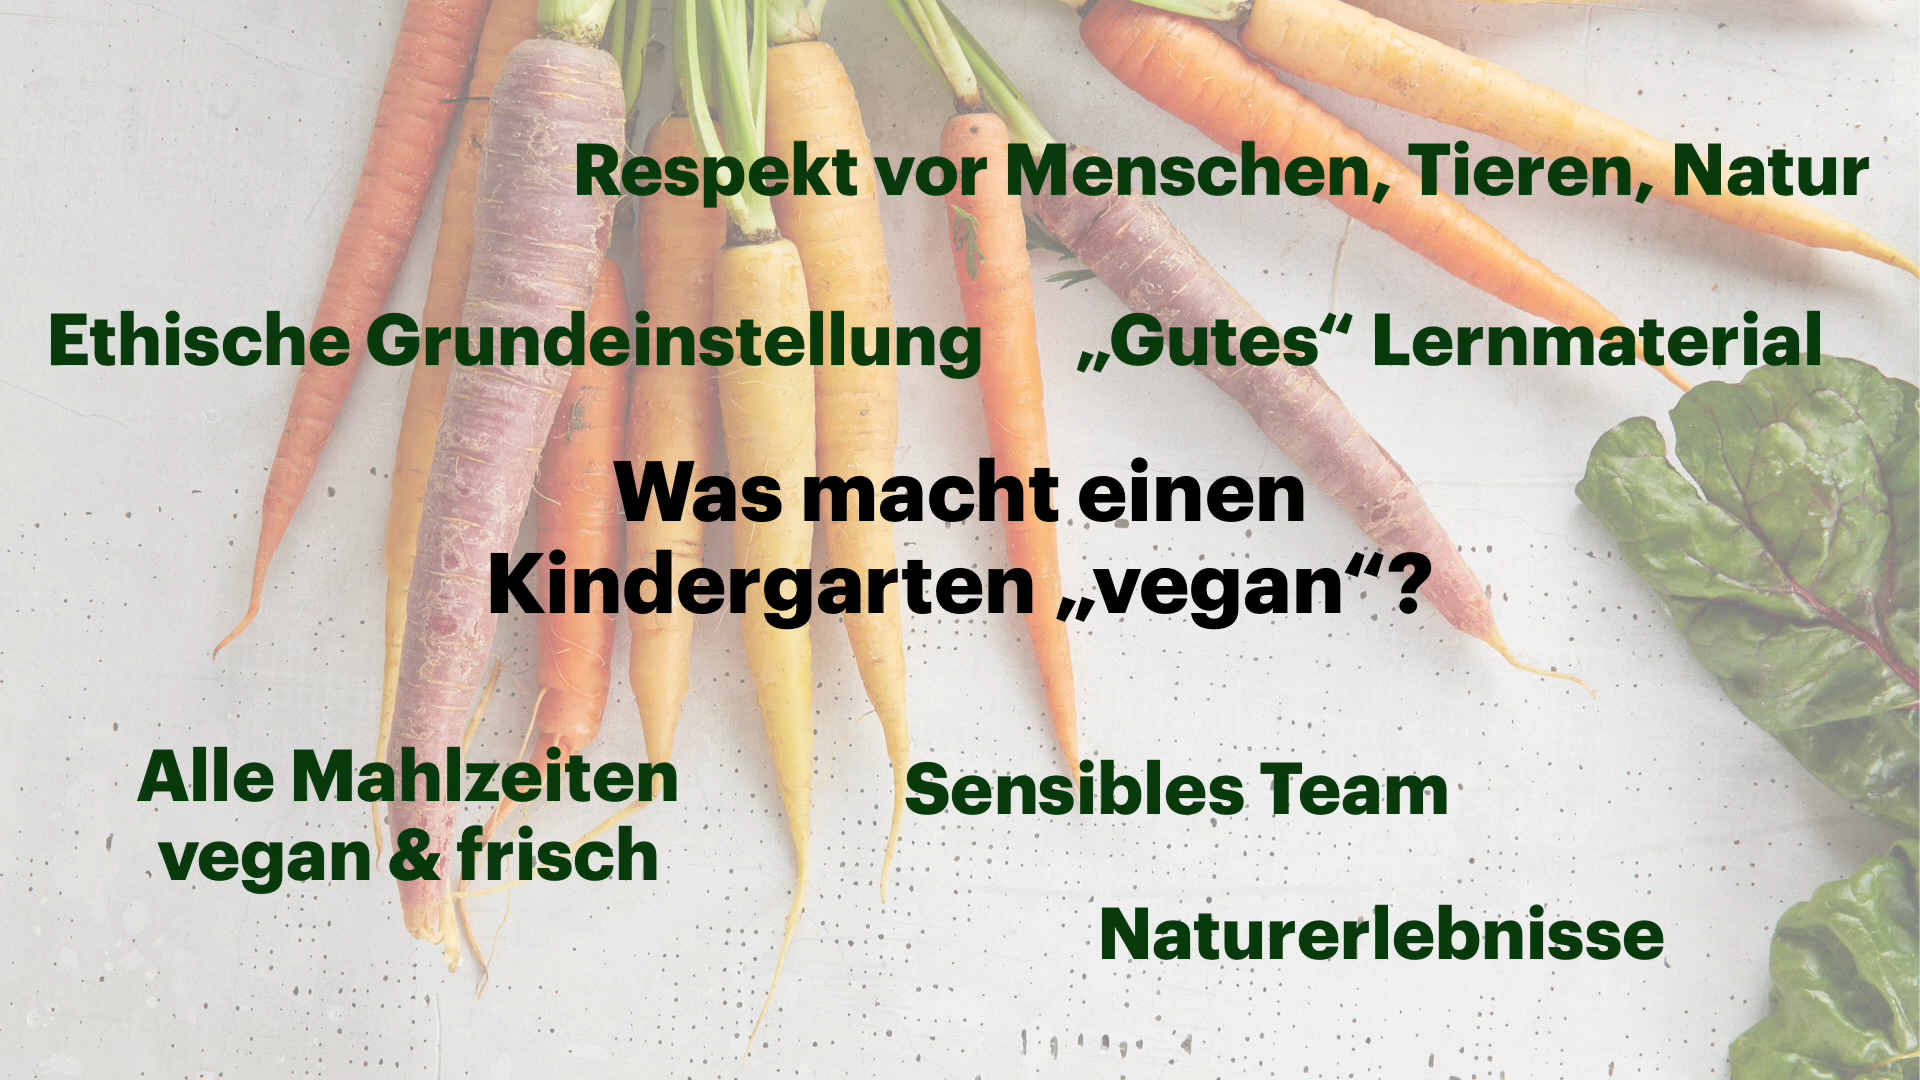 Respekt vor Menschen, Tieren, Natur
Ethische Grundeinstellung
„Gutes“ Lernmaterial
Was macht einen
Kindergarten „vegan“?
Alle Mahlzeiten
vegan & frisch
Sensibles Team
Naturerlebnisse